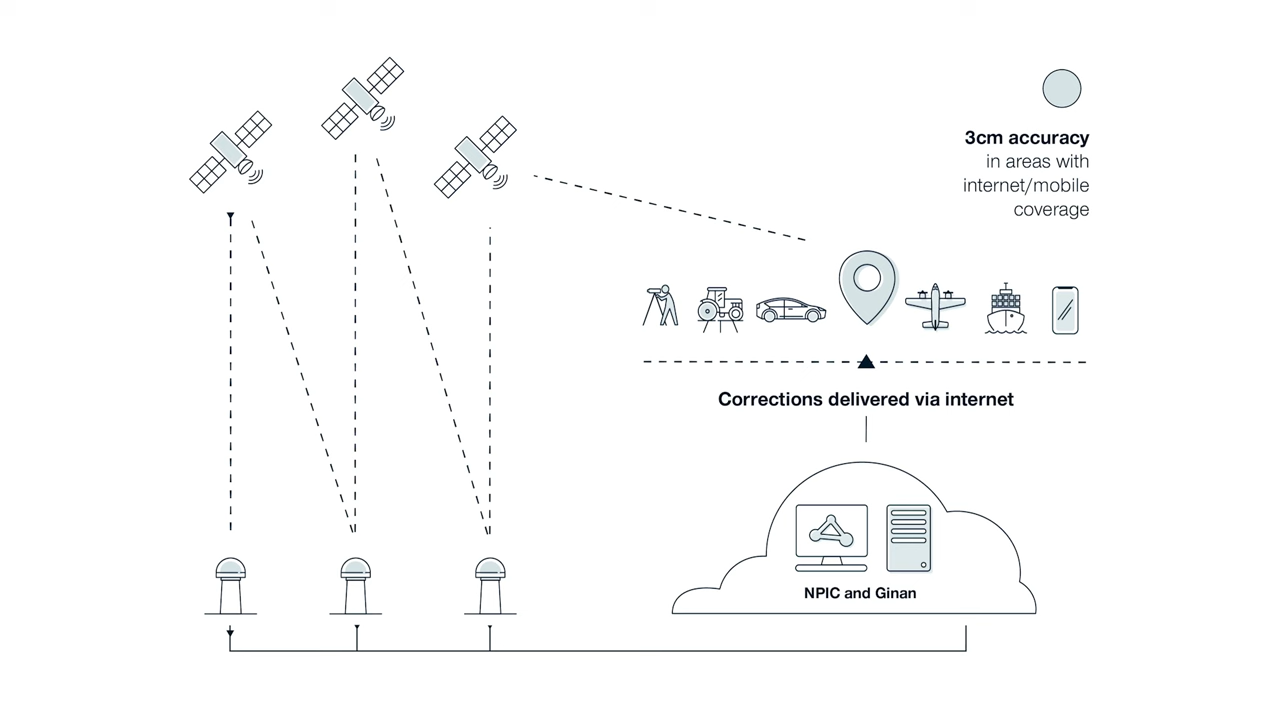 3cm accuracy
in areas with
internet/mobile
coverage
Corrections delivered via internet
NPIC and Ginan